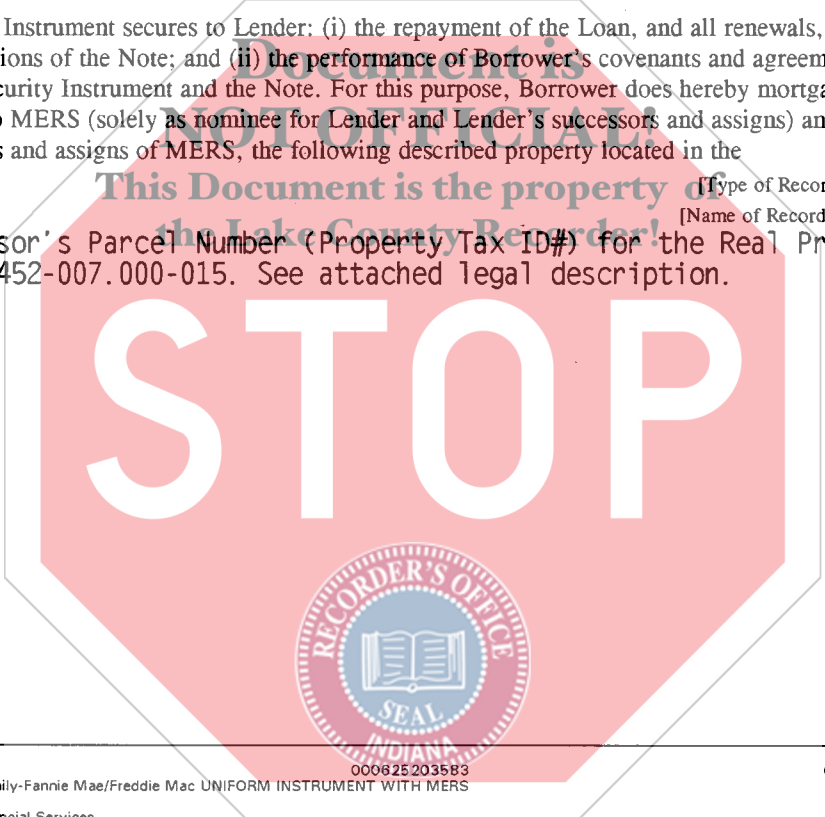 Instrument secures to Lender: (i) the repayment of the Loan, and all renewals,
ions of the Note; and (ii) the performance of Borrower's covenants and agreem
curity Instrument and the Note. For this purpose, Borrower does hereby mortga
MERS (solely as nominee for Lender and Lender's successors and assigns) an
s and assigns of MERS, the following described property located in the
[Type of Recor
[Name of Record
sor's Parcel Number (Property Tax ID#) for the Real Pr
452-007.000-015. See attached legal description.
Document is
NOT OFFICIAL!
This Document is the property of
the Lake County Recorder!
STOP
RECORDER'S OFFICE
SEAL
INDIANA
000625203583
ily-Fannie Mae/Freddie Mac UNIFORM INSTRUMENT WITH MERS
ncial Services